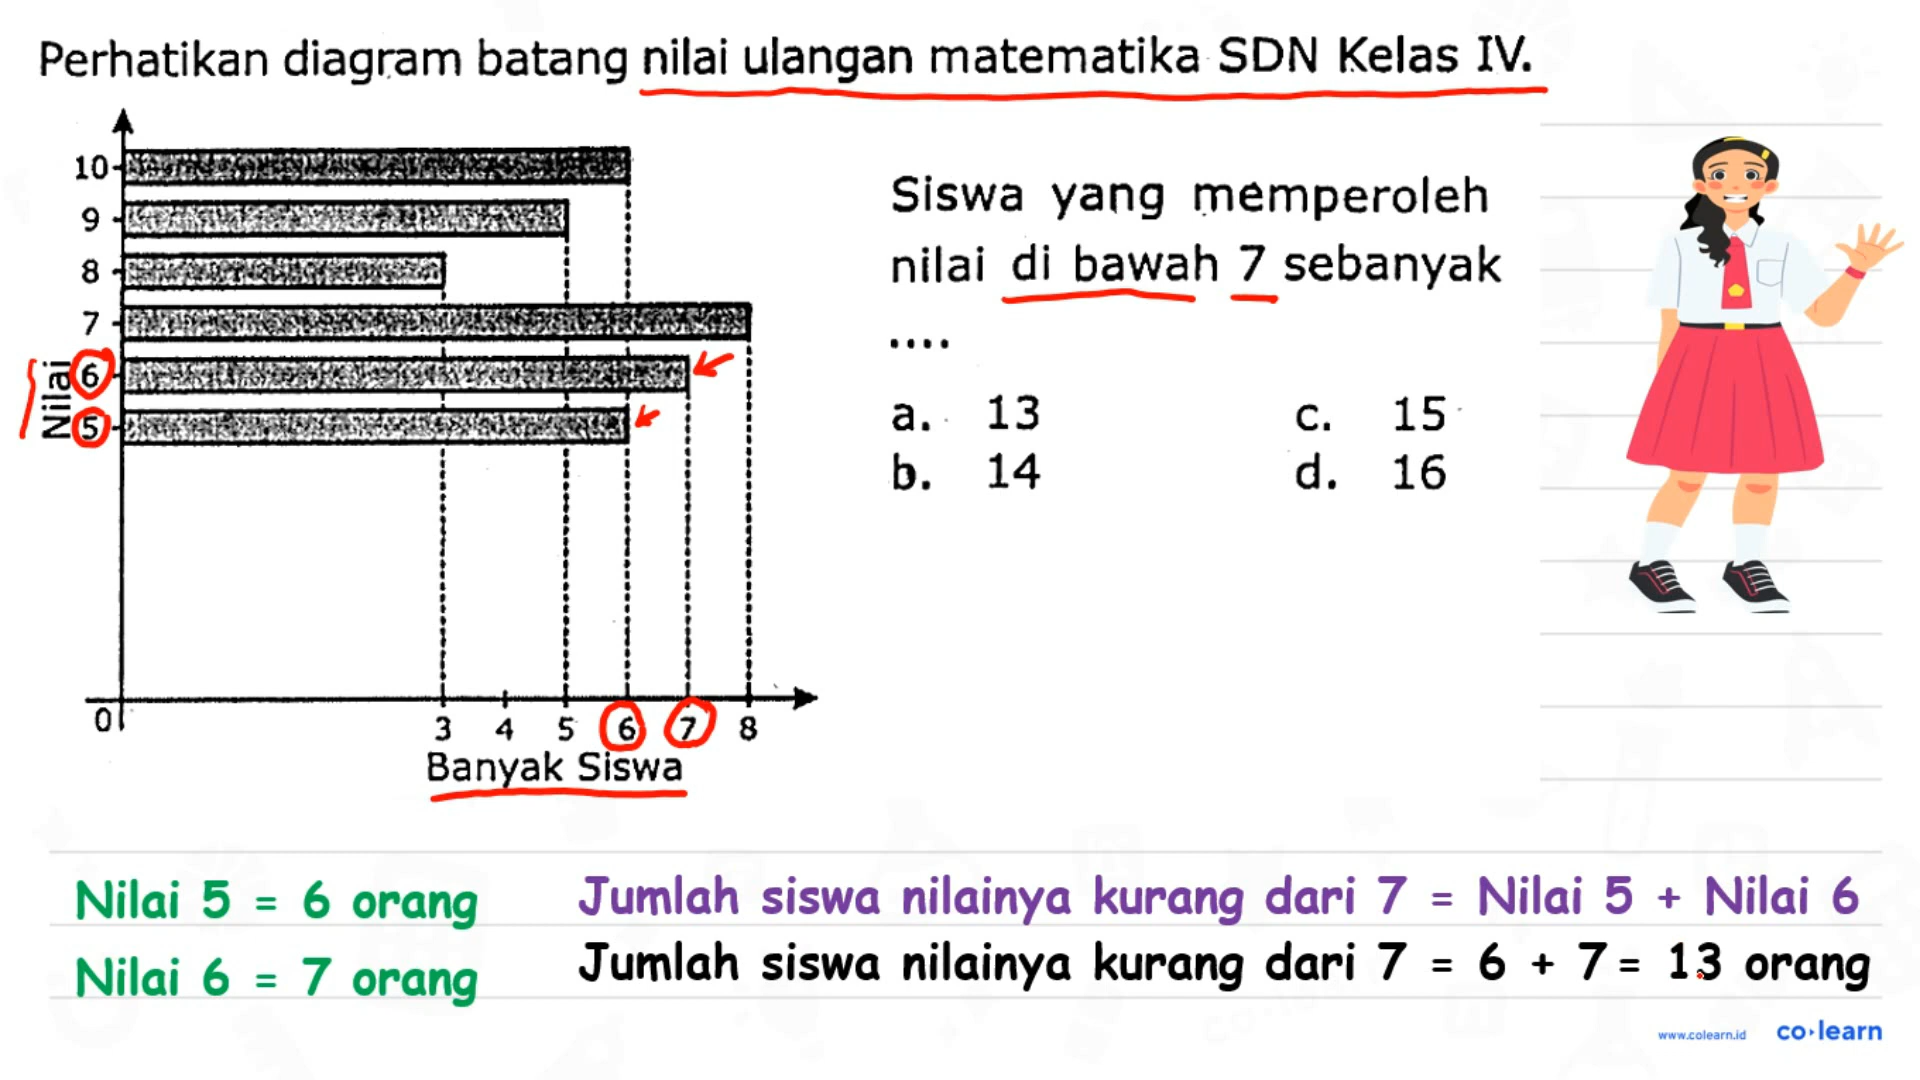 Perhatikan diagram batang nilai ulangan matematika SDN Kelas IV.
10
9
8
7
6
5
Nilai
0
3 4 5 6 7 8
Banyak Siswa
Siswa yang memperoleh
nilai di bawah 7 sebanyak
....
a. 13 c. 15
b. 14 d. 16
Nilai 5 = 6 orang
Nilai 6 = 7 orang
Jumlah siswa nilainya kurang dari 7 = Nilai 5 + Nilai 6
Jumlah siswa nilainya kurang dari 7 = 6 + 7 = 13 orang
www.colearn.id co·learn